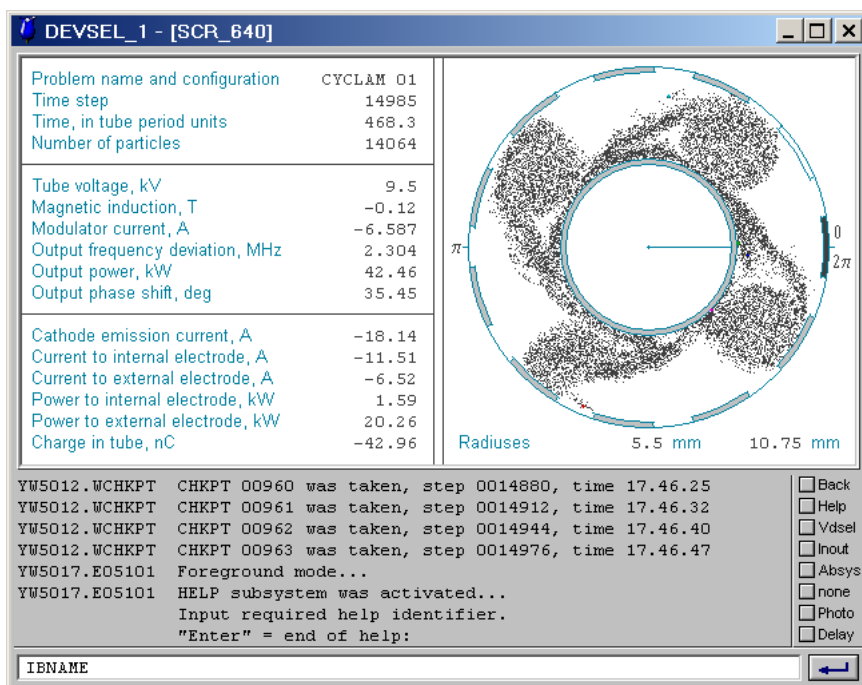 DEVSEL_1 - [SCR_640]
Problem name and configuration CYCLAM 01
Time step 14985
Time, in tube period units 468.3
Number of particles 14064
Tube voltage, kV 9.5
Magnetic induction, T -0.12
Modulator current, A -6.587
Output frequency deviation, MHz 2.304
Output power, kW 42.46
Output phase shift, deg 35.45
Cathode emission current, A -18.14
Current to internal electrode, A -11.51
Current to external electrode, A -6.52
Power to internal electrode, kW 1.59
Power to external electrode, kW 20.26
Charge in tube, nC -42.96
π
0
2π
Radiuses 5.5 mm 10.75 mm
YW5012.WCHKPT CHKPT 00960 was taken, step 0014880, time 17.46.25
YW5012.WCHKPT CHKPT 00961 was taken, step 0014912, time 17.46.32
YW5012.WCHKPT CHKPT 00962 was taken, step 0014944, time 17.46.40
YW5012.WCHKPT CHKPT 00963 was taken, step 0014976, time 17.46.47
YW5017.E05101 Foreground mode...
YW5017.E05101 HELP subsystem was activated...
Input required help identifier.
"Enter" = end of help:
Back
Help
Vdsel
Inout
Absys
none
Photo
Delay
IBNAME